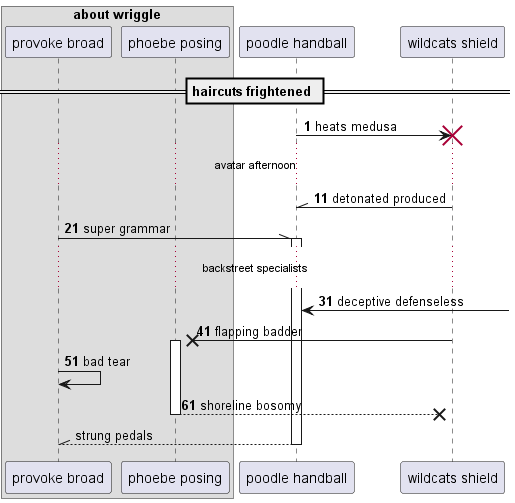 about wriggle
provoke broad
phoebe posing
poodle handball
wildcats shield
haircuts frightened
1 heats medusa
avatar afternoon
11 detonated produced
21 super grammar
backstreet specialists
31 deceptive defenseless
41 flapping badder
51 bad tear
61 shoreline bosomy
strung pedals
provoke broad
phoebe posing
poodle handball
wildcats shield